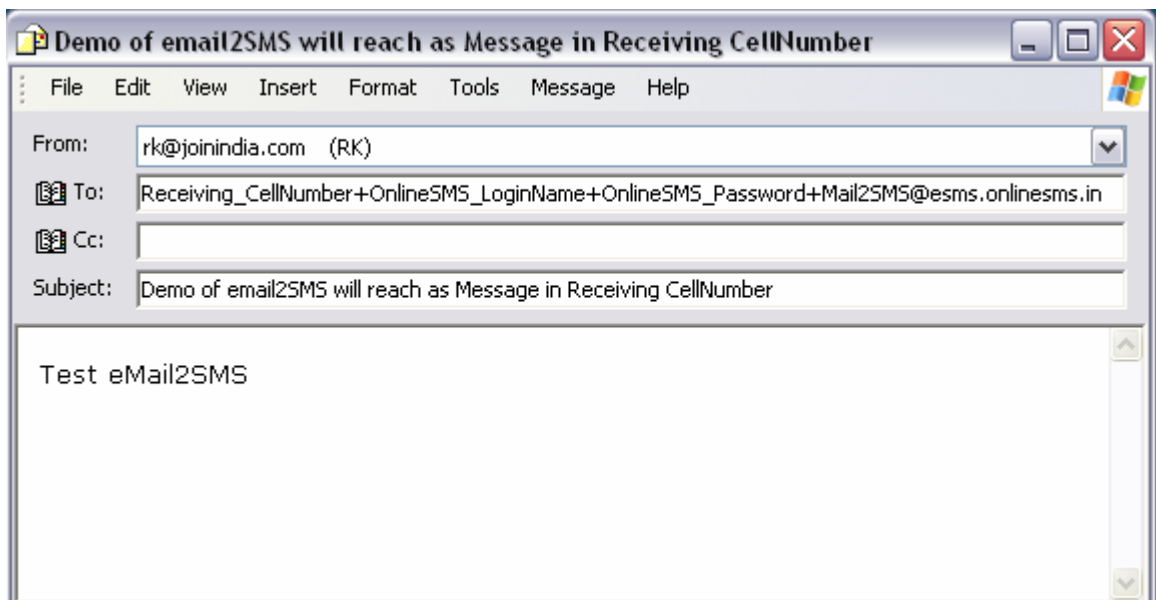 Demo of email2SMS will reach as Message in Receiving CellNumber
File Edit View Insert Format Tools Message Help
From: rk@joinindia.com (RK)
To: Receiving_CellNumber+OnlineSMS_LoginName+OnlineSMS_Password+Mail2SMS@esms.onlinesms.in
Cc:
Subject: Demo of email2SMS will reach as Message in Receiving CellNumber
Test eMail2SMS